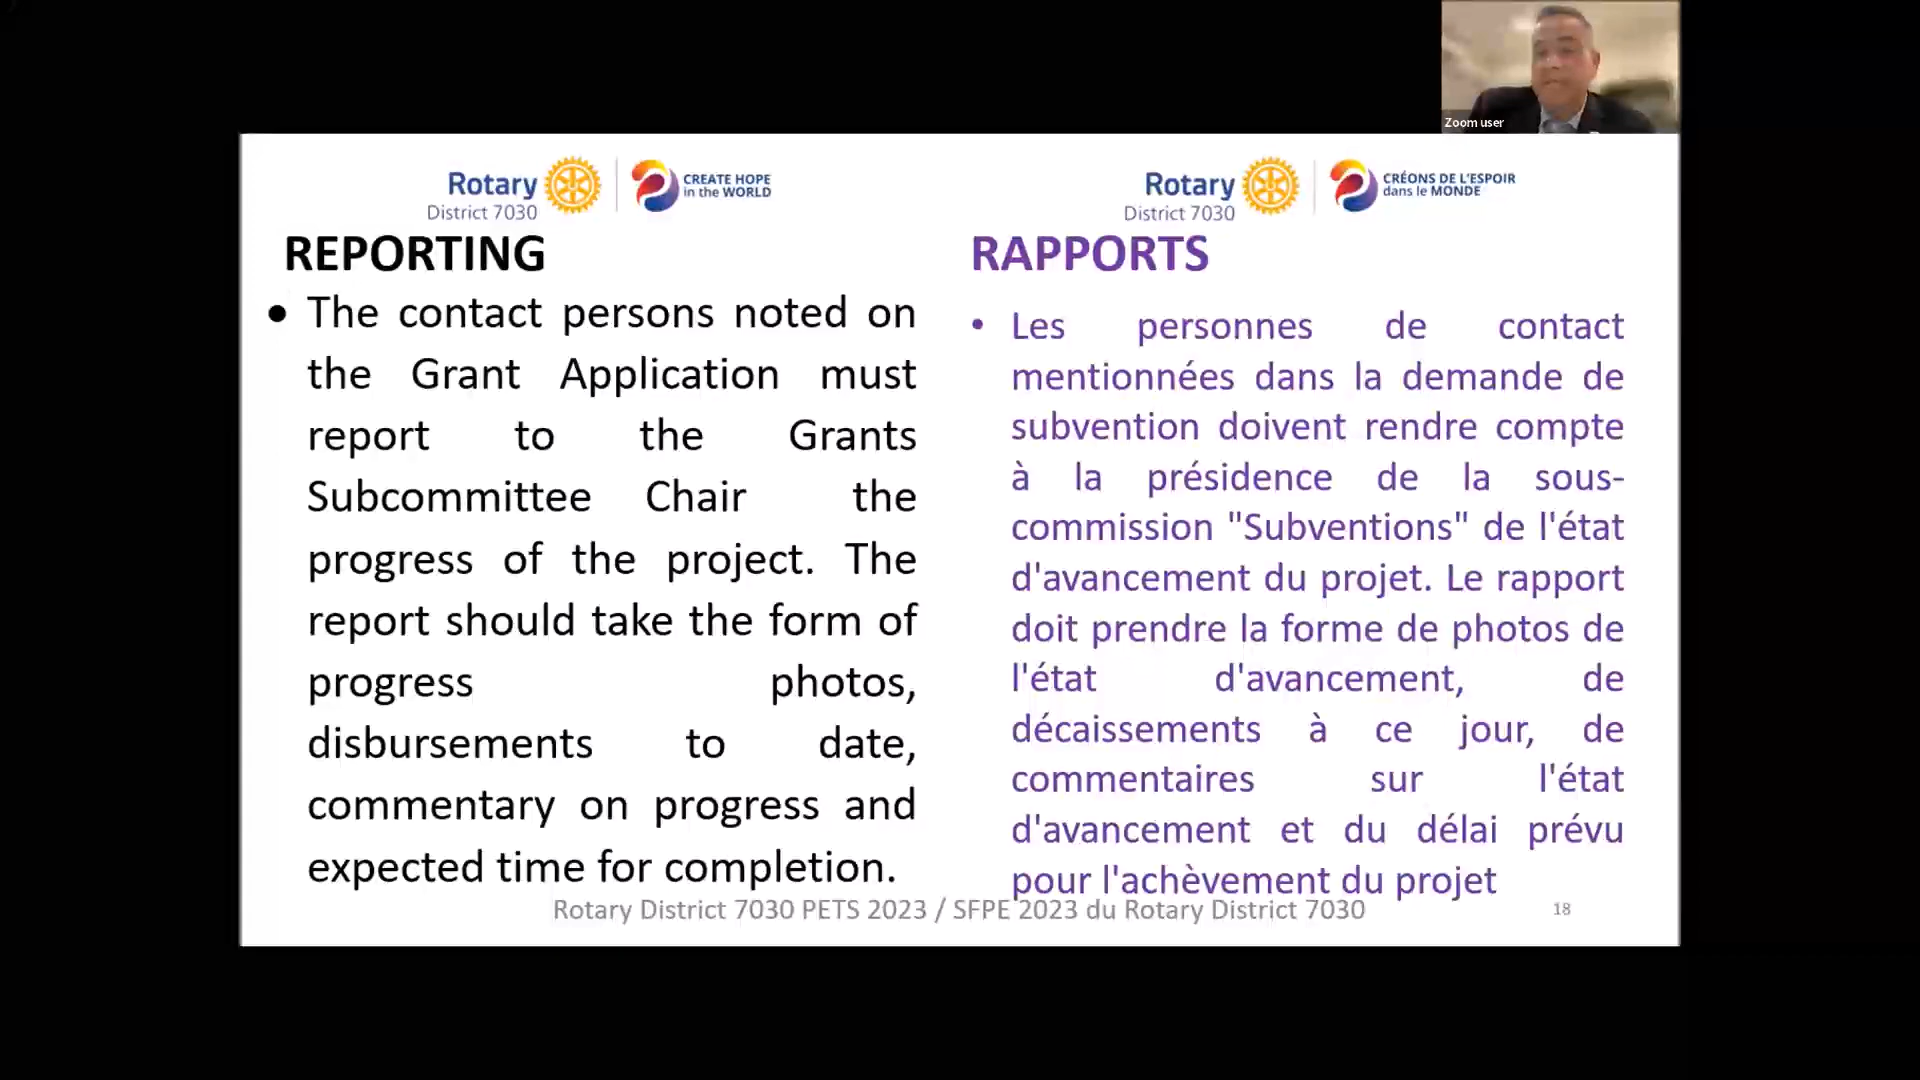 Zoom user
Rotary
District 7030
CREATE HOPE
in the WORLD
Rotary
District 7030
CRÉONS DE L'ESPOIR
dans le MONDE
REPORTING
• The contact persons noted on
the Grant Application must
report to the Grants
Subcommittee Chair the
progress of the project. The
report should take the form of
progress photos,
disbursements to date,
commentary on progress and
expected time for completion.
RAPPORTS
• Les personnes de contact
mentionnées dans la demande de
subvention doivent rendre compte
à la présidence de la sous-
commission "Subventions" de l'état
d'avancement du projet. Le rapport
doit prendre la forme de photos de
l'état d'avancement, de
décaissements à ce jour, de
commentaires sur l'état
d'avancement et du délai prévu
pour l'achèvement du projet
Rotary District 7030 PETS 2023 / SFPE 2023 du Rotary District 7030
18